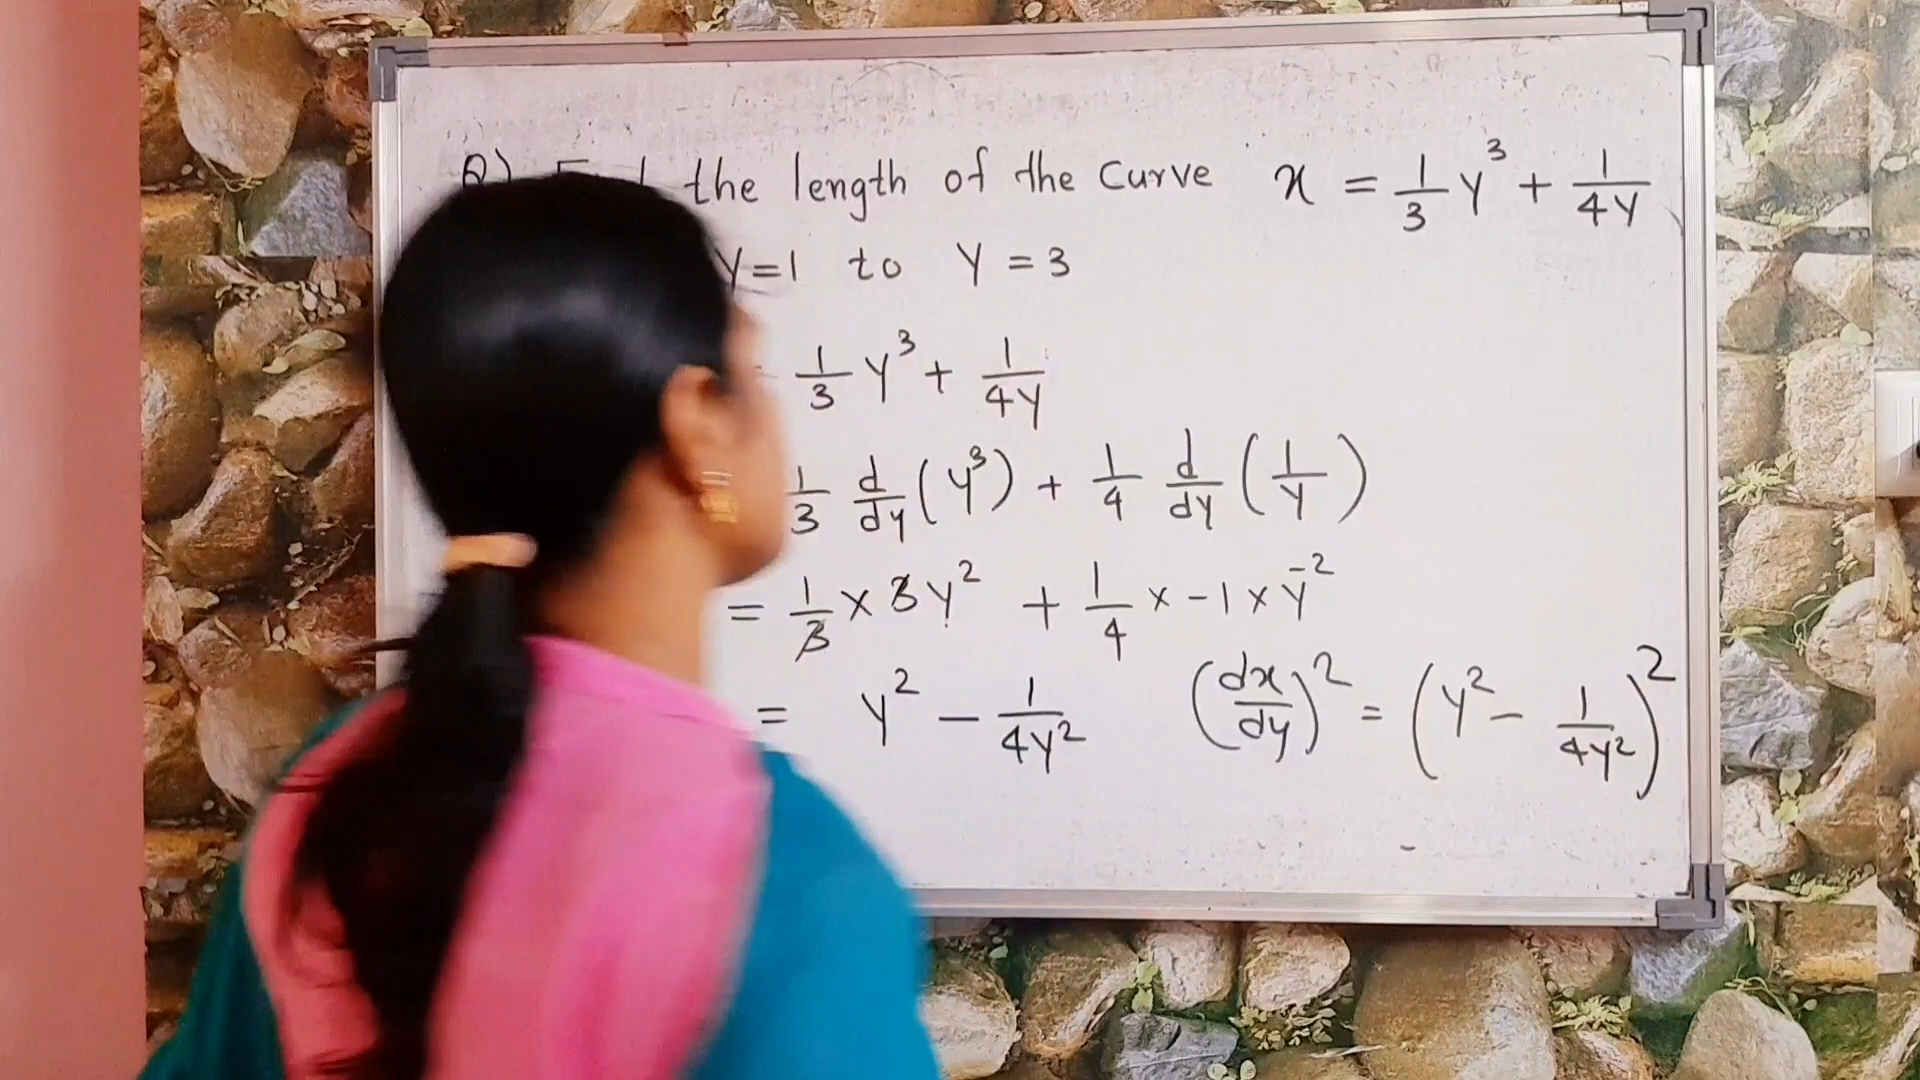 Q) the length of the curve x = 1/3 y³ + 1/4y
y=1 to y = 3
1/3 y³ + 1/4y
1/3 d/dy (y³) + 1/4 d/dy (1/y)
= 1/3 × 3y² + 1/4 × -1 × y⁻²
= y² - 1/4y² (dx/dy)² = (y² - 1/4y²)²